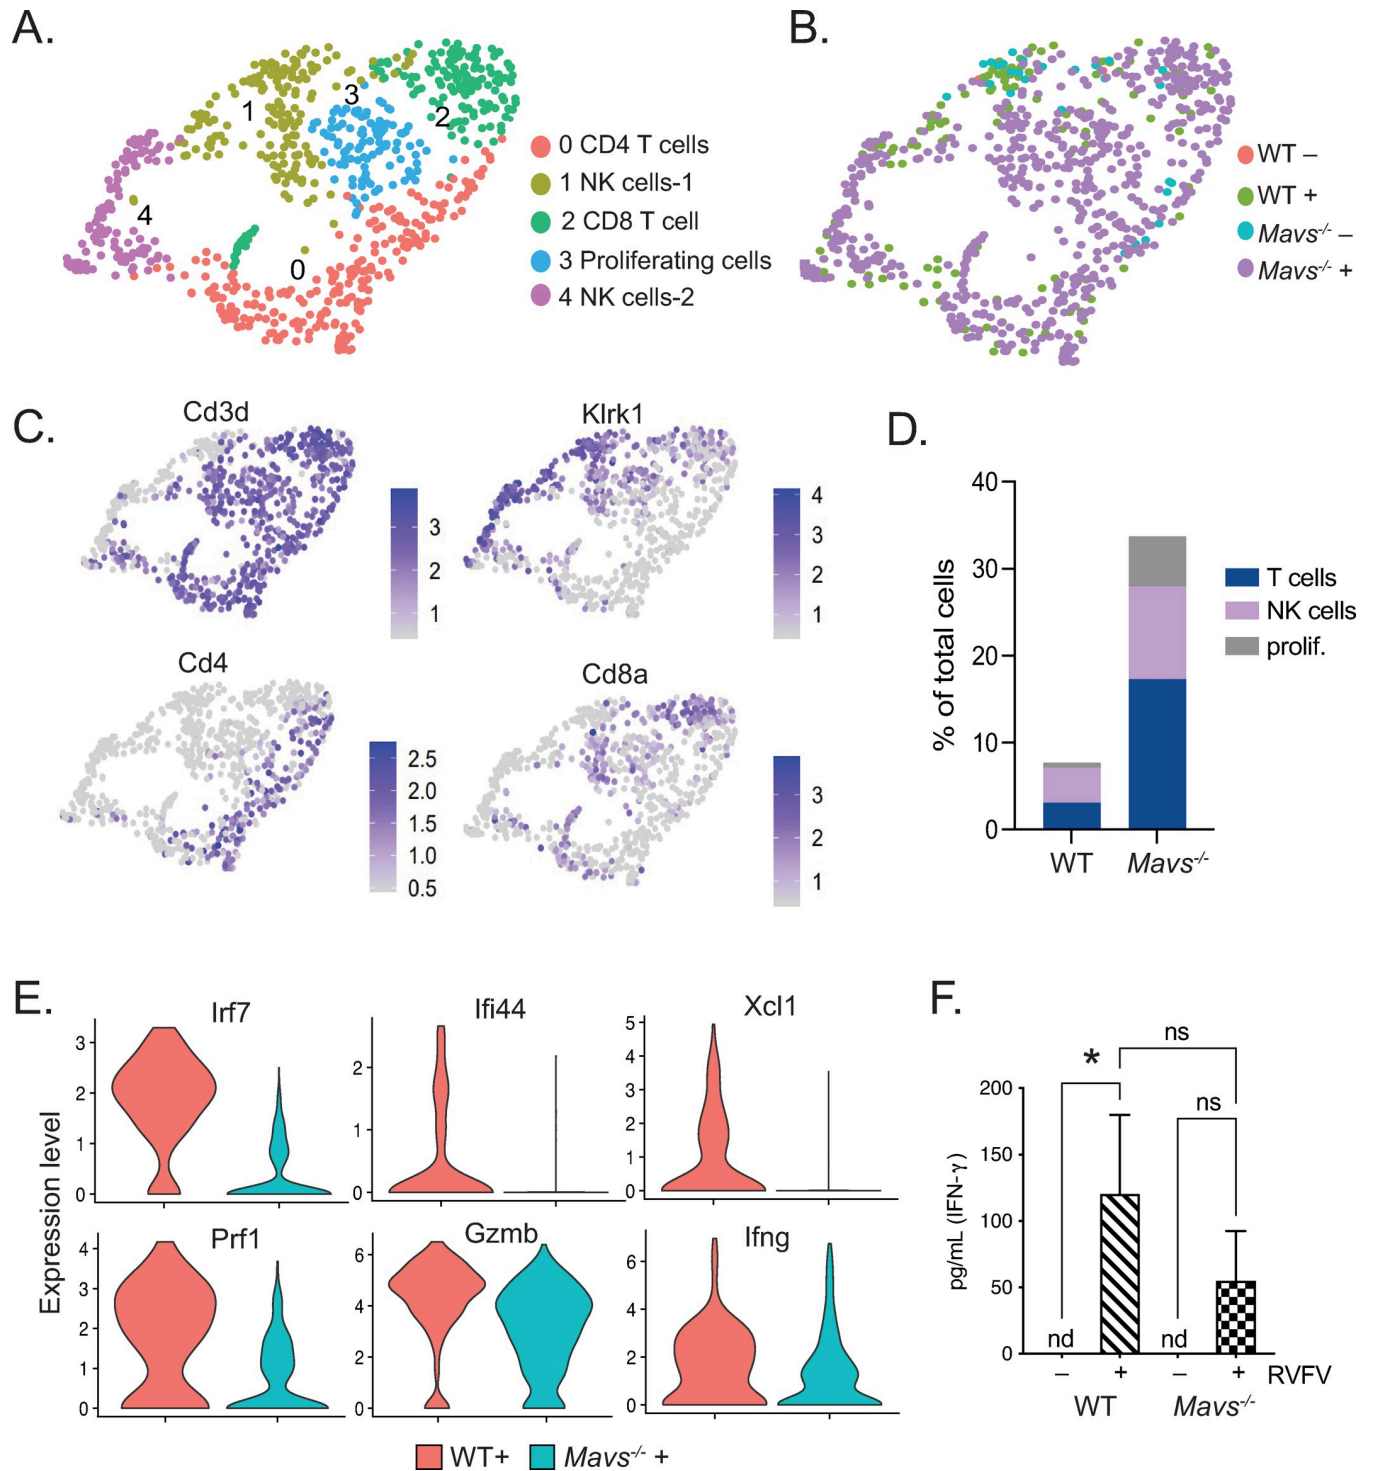 A.
1
3
2
4
0
0 CD4 T cells
1 NK cells-1
2 CD8 T cell
3 Proliferating cells
4 NK cells-2
B.
WT –
WT +
Mavs-/- –
Mavs-/- +
C.
Cd3d
3
2
1
Klrk1
4
3
2
1
Cd4
2.5
2.0
1.5
1.0
0.5
Cd8a
3
2
1
D.
% of total cells
40
30
20
10
0
WT
Mavs-/-
T cells
NK cells
prolif.
E.
Expression level
Irf7
3
2
1
0
Ifi44
2
1
0
Xcl1
5
4
3
2
1
0
Prf1
4
3
2
1
0
Gzmb
6
4
2
0
Ifng
6
4
2
0
WT+
Mavs-/- +
F.
pg/mL (IFN-γ)
200
150
100
50
0
*
ns
ns
nd
nd
– + – + RVFV
WT
Mavs-/-